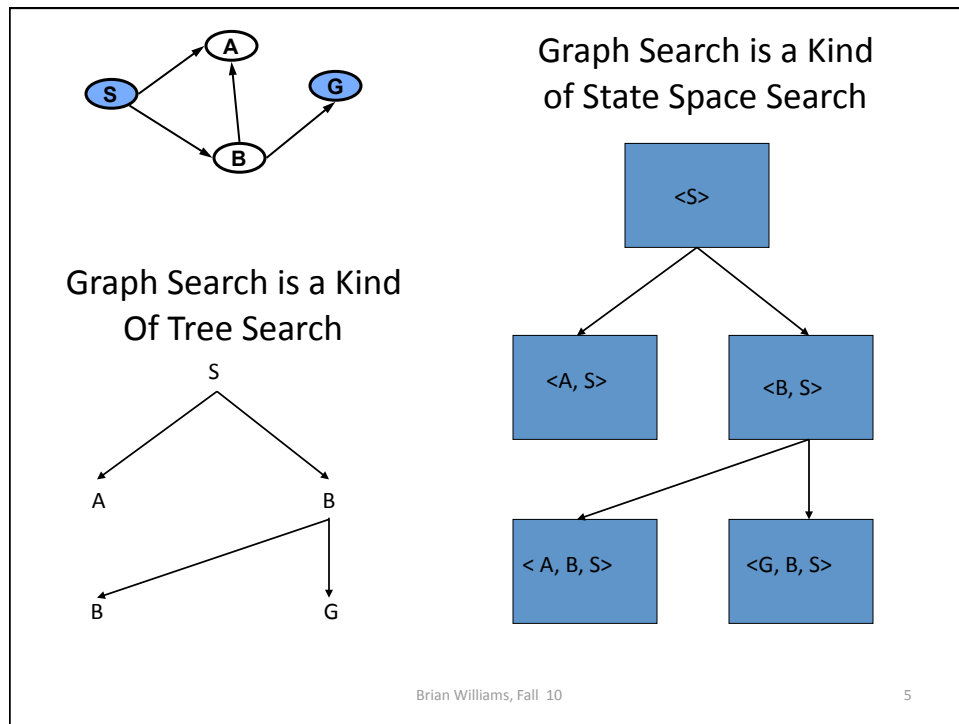 A
S
G
B
Graph Search is a Kind
of State Space Search
<S>
<A, S>
<B, S>
< A, B, S>
<G, B, S>
Graph Search is a Kind
Of Tree Search
S
A
B
B
G
Brian Williams, Fall 10
5